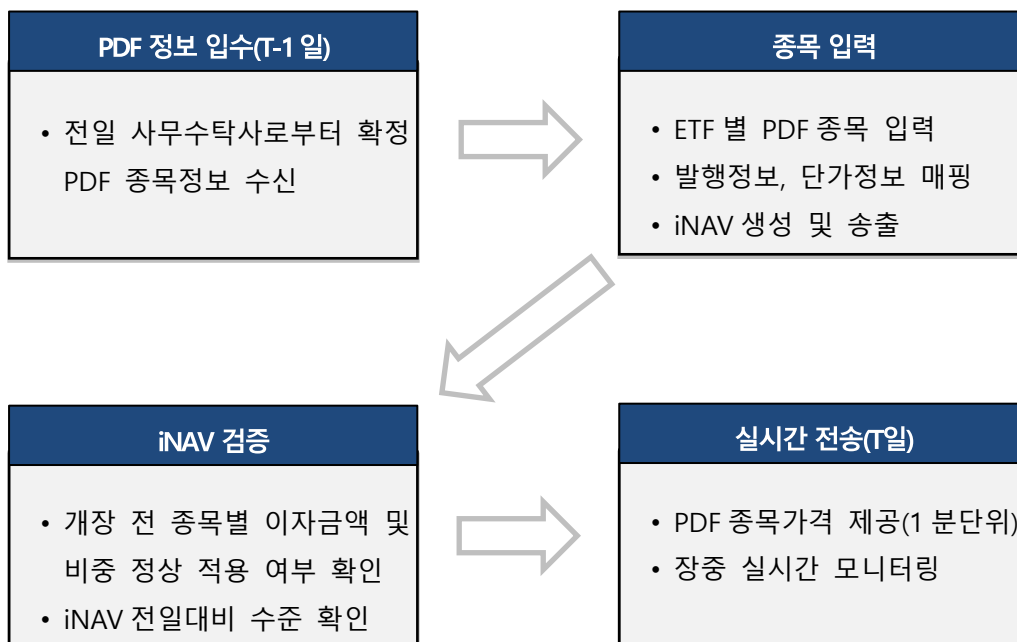 PDF 정보 입수(T-1 일)
• 전일 사무수탁사로부터 확정
PDF 종목정보 수신
종목 입력
• ETF 별 PDF 종목 입력
• 발행정보, 단가정보 매핑
• iNAV 생성 및 송출
iNAV 검증
• 개장 전 종목별 이자금액 및
비중 정상 적용 여부 확인
• iNAV 전일대비 수준 확인
실시간 전송(T일)
• PDF 종목가격 제공(1 분단위)
• 장중 실시간 모니터링